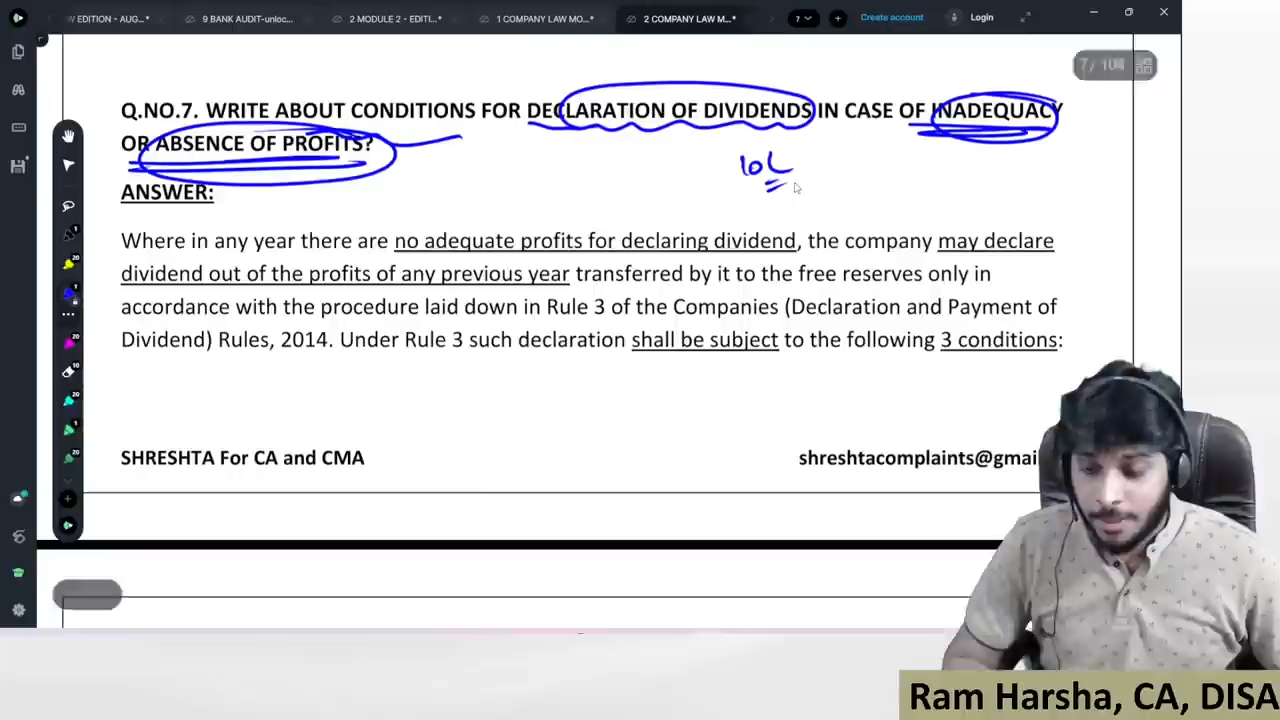 W EDITION - AUG...*
9 BANK AUDIT-unloc...
2 MODULE 2 - EDITI...*
1 COMPANY LAW MO...*
2 COMPANY LAW M...*
7
Create account
Login
7 / 108
Q.NO.7. WRITE ABOUT CONDITIONS FOR DECLARATION OF DIVIDENDS IN CASE OF INADEQUACY
OR ABSENCE OF PROFITS?
10L
ANSWER:
Where in any year there are no adequate profits for declaring dividend, the company may declare
dividend out of the profits of any previous year transferred by it to the free reserves only in
accordance with the procedure laid down in Rule 3 of the Companies (Declaration and Payment of
Dividend) Rules, 2014. Under Rule 3 such declaration shall be subject to the following 3 conditions:
SHRESHTA For CA and CMA
shreshtacomplaints@gmai
Ram Harsha, CA, DISA